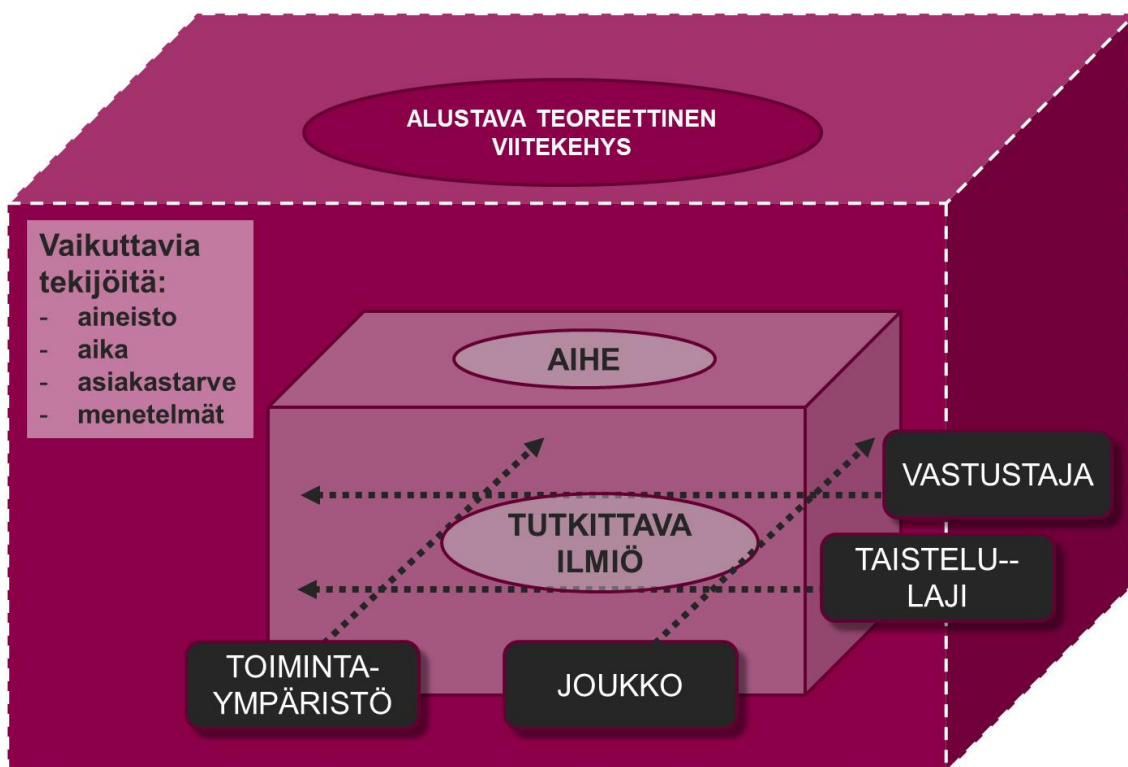 ALUSTAVA TEOREETTINEN
VIITEKEHYS
Vaikuttavia
tekijöitä:
- aineisto
- aika
- asiakastarve
- menetelmät
AIHE
VASTUSTAJA
TUTKITTAVA
ILMIÖ
TAISTELU--
LAJI
TOIMINTA-
YMPÄRISTÖ
JOUKKO